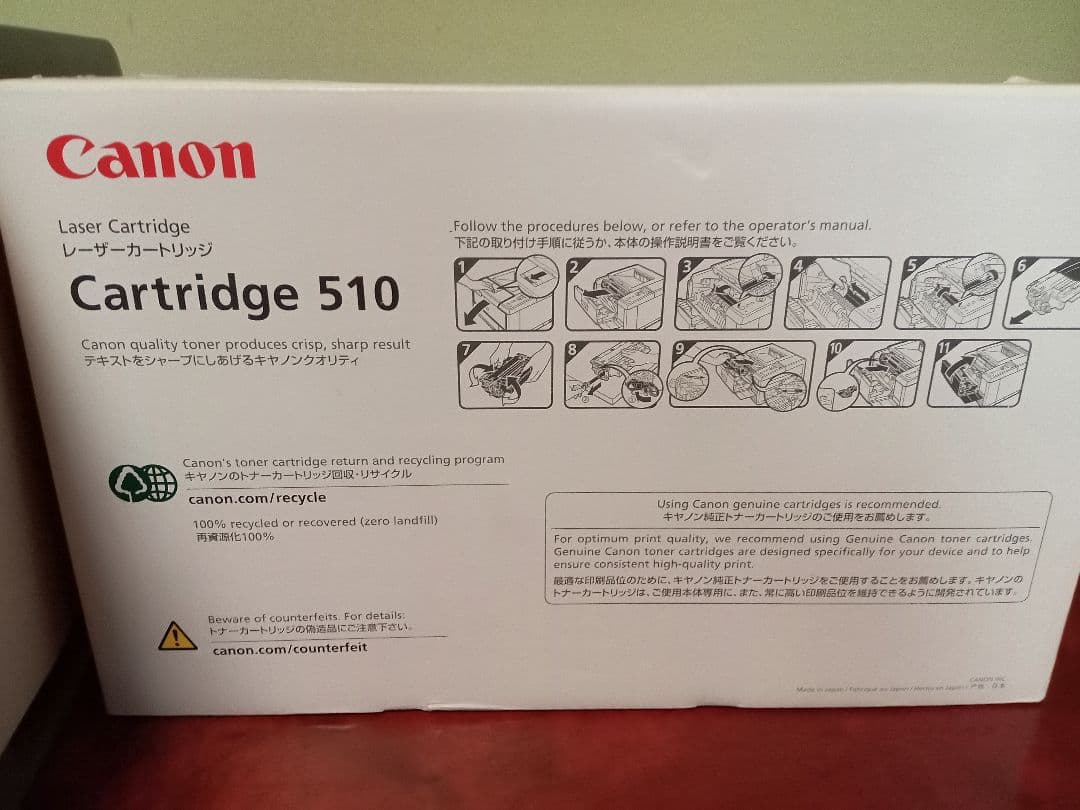 Canon
Laser Cartridge
レーザーカートリッジ
Cartridge 510
Canon quality toner produces crisp, sharp result
テキストをシャープにしあげるキヤノンクオリティ
Follow the procedures below, or refer to the operator's manual.
下記の取り付け手順に従うか、本体の操作説明書をご覧ください。
1 2 3 4 5 6
7 8 9 10 11
Canon's toner cartridge return and recycling program
キヤノンのトナーカートリッジ回収・リサイクル
canon.com/recycle
100% recycled or recovered (zero landfill)
再資源化100%
Using Canon genuine cartridges is recommended.
キヤノン純正トナーカートリッジのご使用をお薦めします。
For optimum print quality, we recommend using Genuine Canon toner cartridges.
Genuine Canon toner cartridges are designed specifically for your device and to help
ensure consistent high-quality print.
最適な印刷品位のために、キヤノン純正トナーカートリッジをご使用することをお薦めします。キヤノンの
トナーカートリッジは、ご使用本体専用に、また、常に高い印刷品位を維持できるように開発されています。
Beware of counterfeits. For details:
トナーカートリッジの偽造品にご注意下さい。
canon.com/counterfeit
CANON INC.
Made in Japan / Fabriqué au Japon / Hecho en Japón / 产地：日本